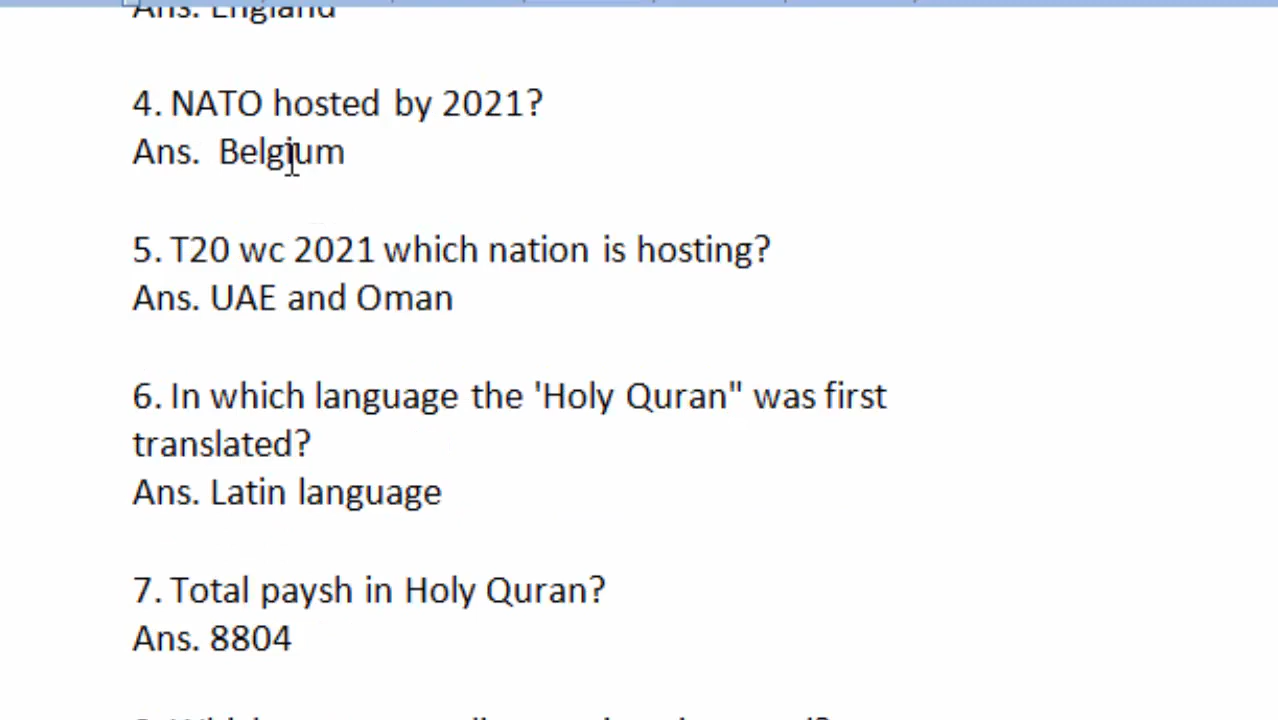 Ans. England
4. NATO hosted by 2021?
Ans.  Belgium
5. T20 wc 2021 which nation is hosting?
Ans. UAE and Oman
6. In which language the 'Holy Quran" was first
translated?
Ans. Latin language
7. Total paysh in Holy Quran?
Ans. 8804